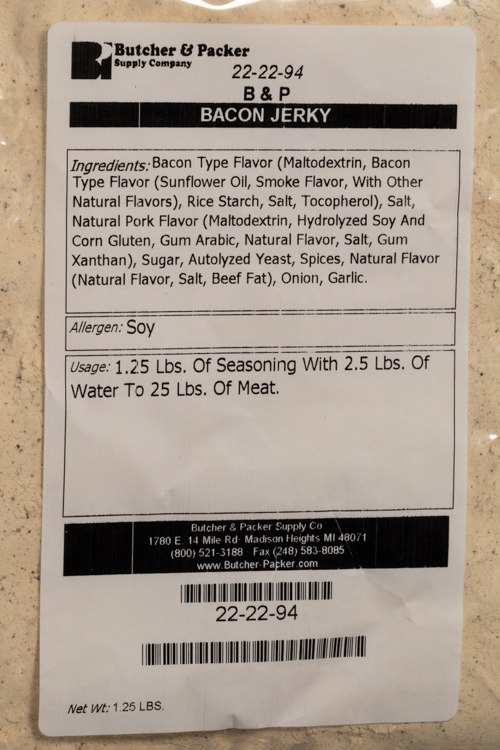 Butcher & Packer
Supply Company
22-22-94
B & P
BACON JERKY
Ingredients: Bacon Type Flavor (Maltodextrin, Bacon
Type Flavor (Sunflower Oil, Smoke Flavor, With Other
Natural Flavors), Rice Starch, Salt, Tocopherol), Salt,
Natural Pork Flavor (Maltodextrin, Hydrolyzed Soy And
Corn Gluten, Gum Arabic, Natural Flavor, Salt, Gum
Xanthan), Sugar, Autolyzed Yeast, Spices, Natural Flavor
(Natural Flavor, Salt, Beef Fat), Onion, Garlic.
Allergen: Soy
Usage: 1.25 Lbs. Of Seasoning With 2.5 Lbs. Of
Water To 25 Lbs. Of Meat.
Butcher & Packer Supply Co
1780 E. 14 Mile Rd· Madison Heights MI 48071
(800) 521-3188 · Fax (248) 583-8085
www.Butcher-Packer.com
22-22-94
Net Wt: 1.25 LBS.